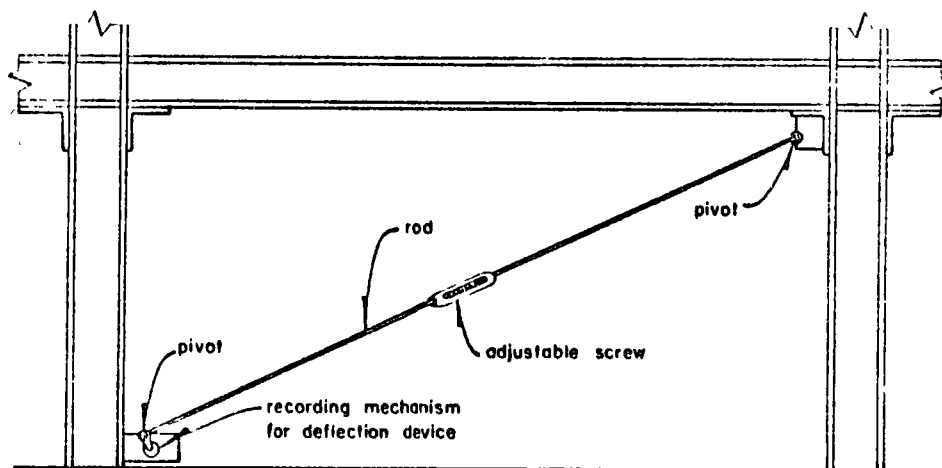 pivot
rod
adjustable screw
pivot
recording mechanism
for deflection device